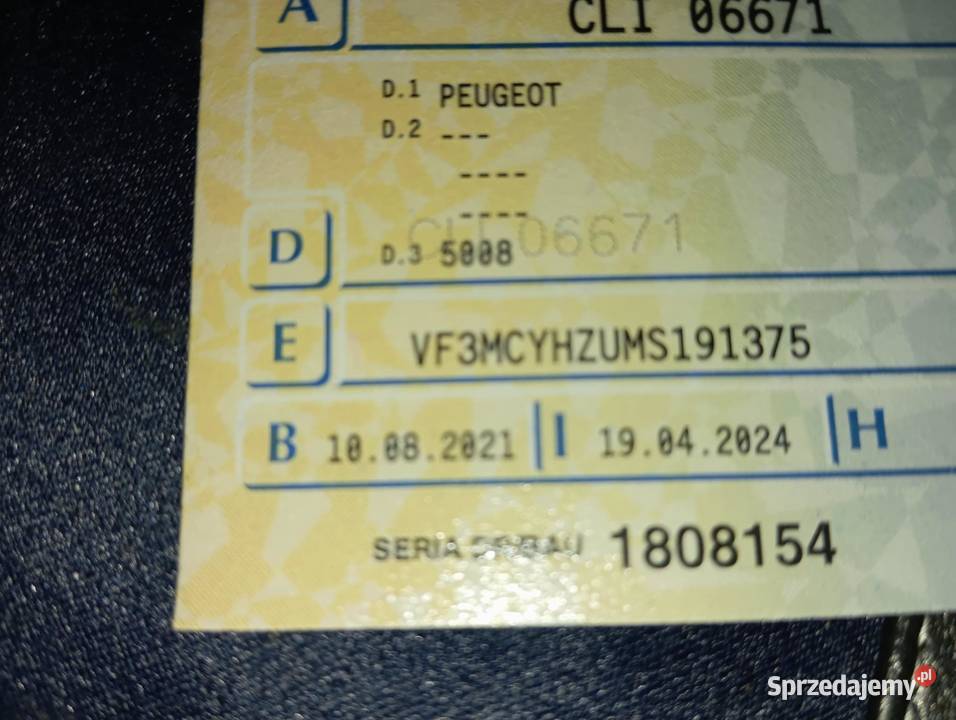 A CLI 06671
D.1 PEUGEOT
D.2 ---
----
----
CLI 06671
D D.3 5008
E VF3MCYHZUMS191375
B 10.08.2021 I 19.04.2024 H
SERIA 1808154
Sprzedajemy.pl